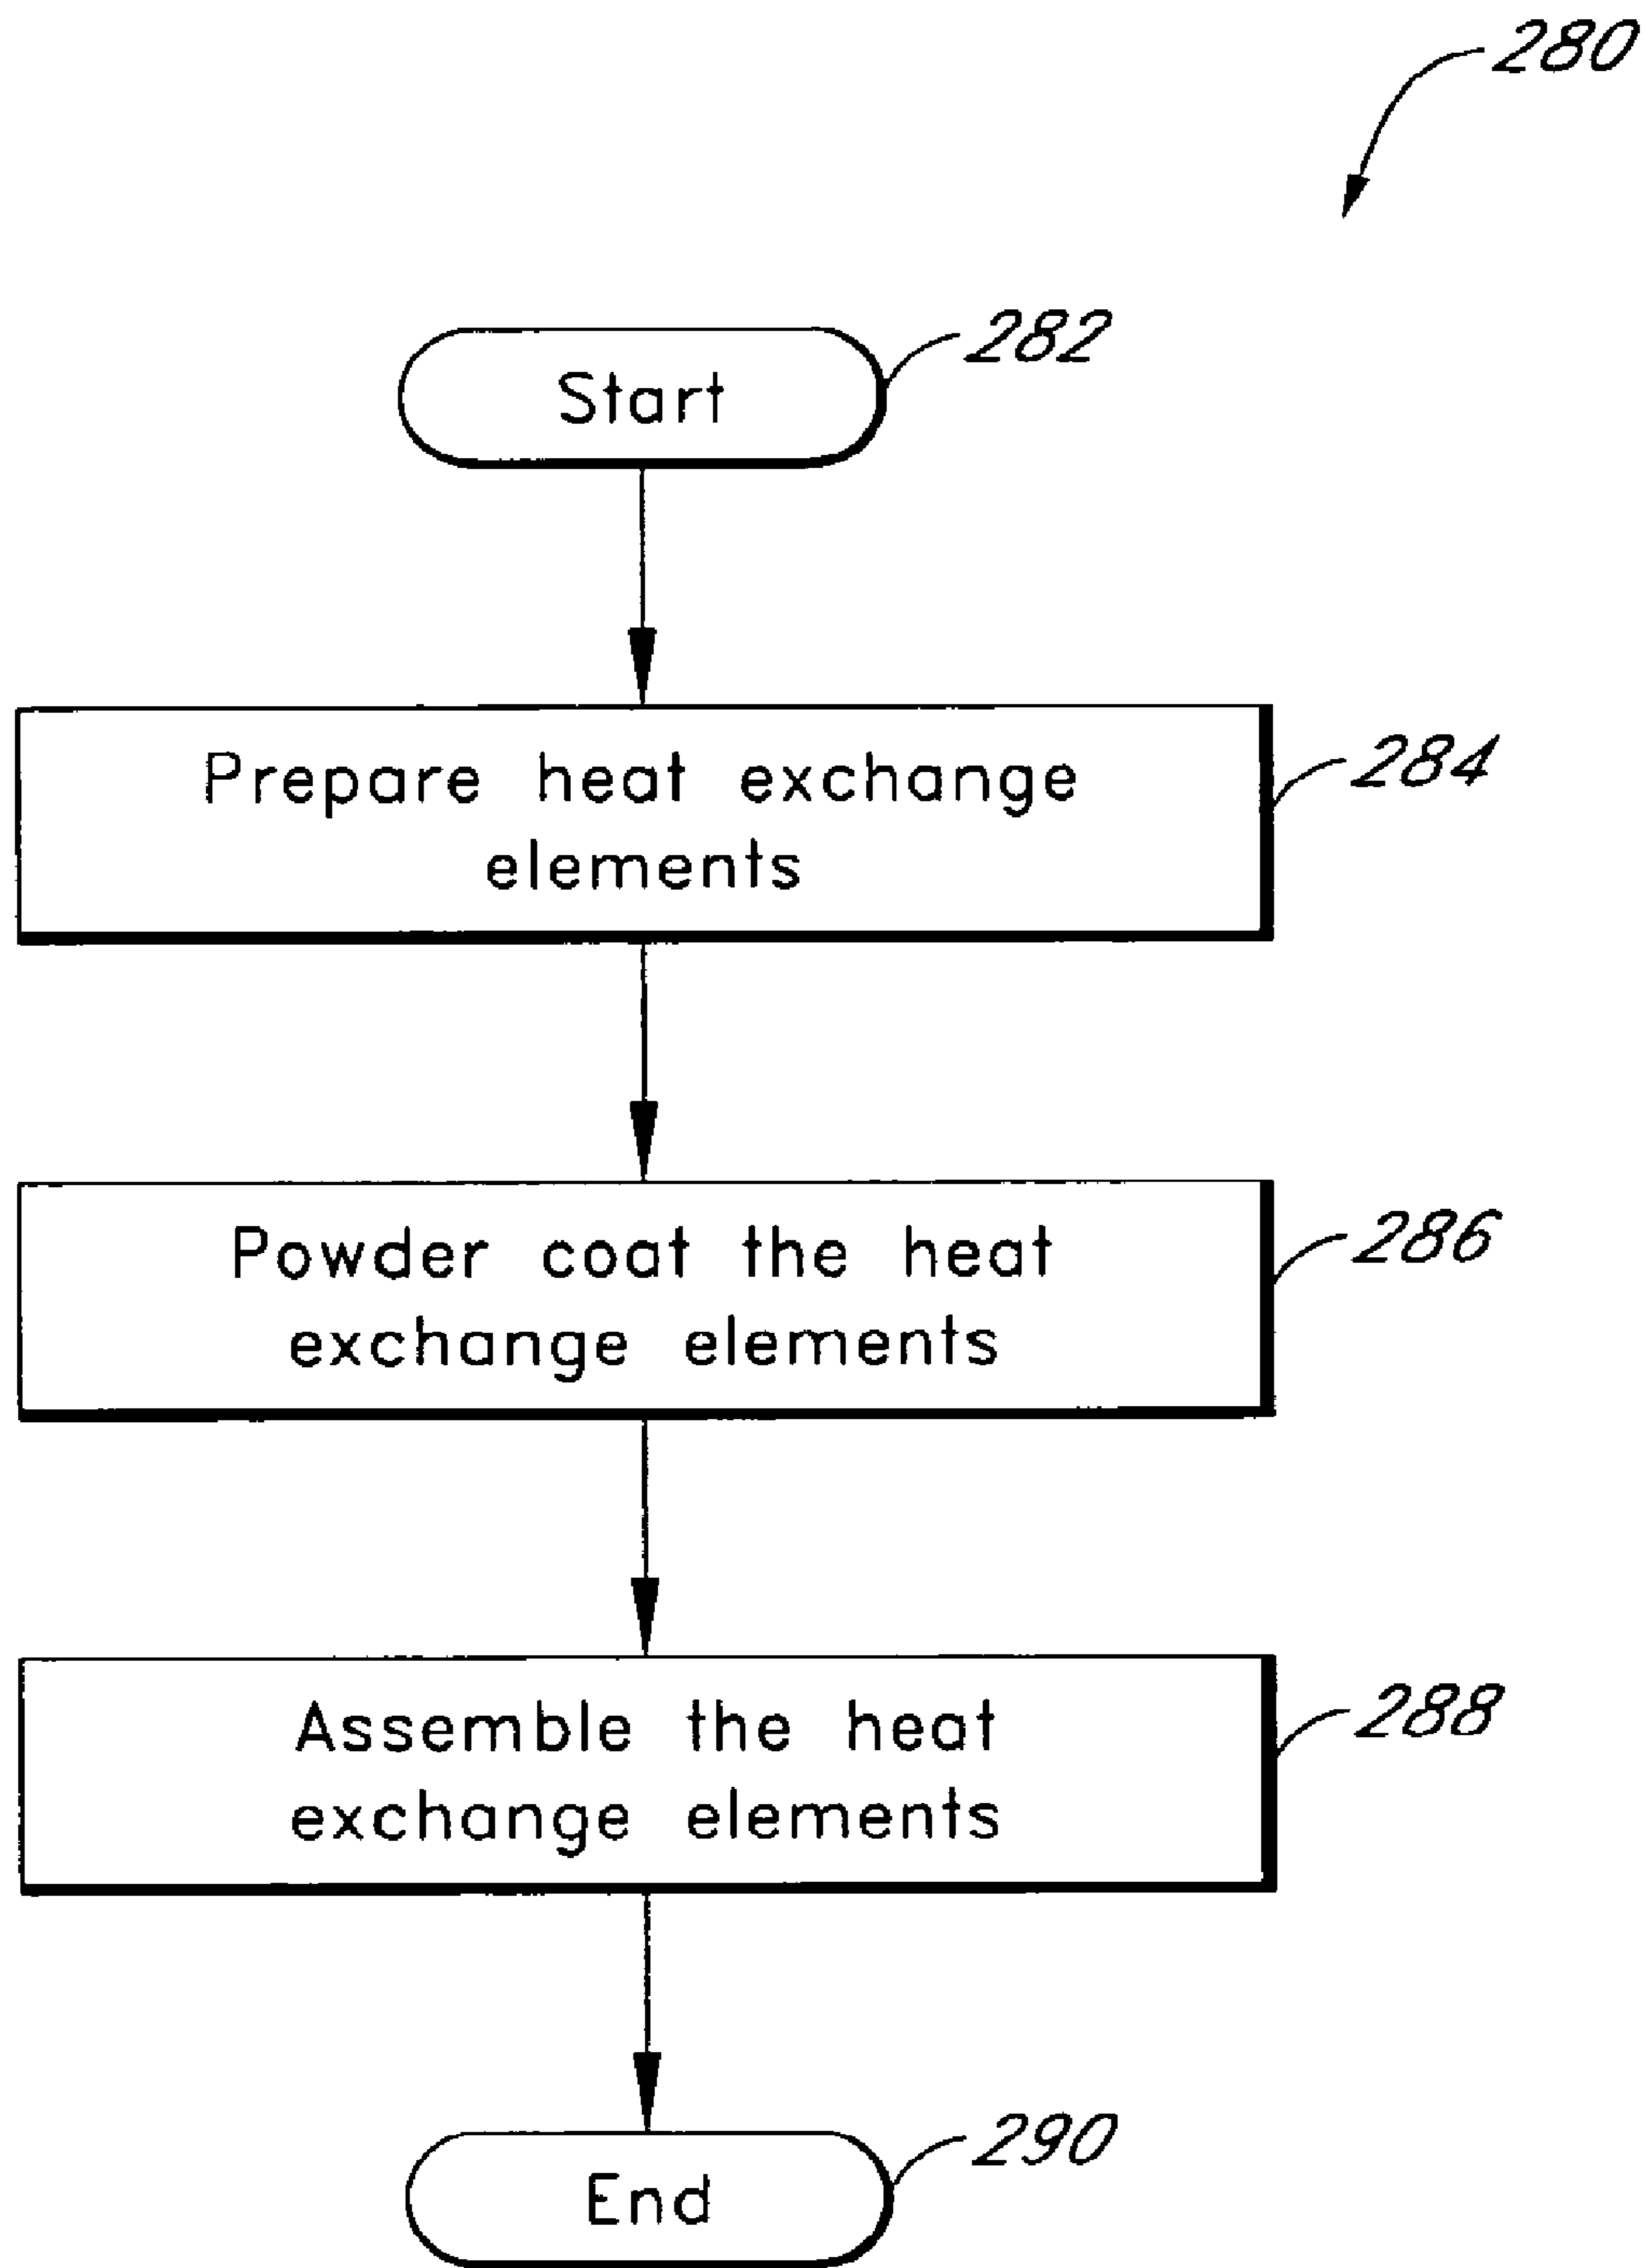 280
282
Start
Prepare heat exchange
elements
284
Powder coat the heat
exchange elements
286
Assemble the heat
exchange elements
288
290
End